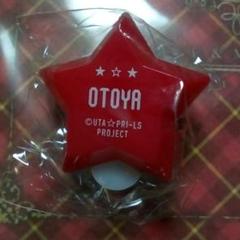 ★☆★
OTOYA
©UTA☆PRI-LS
PROJECT